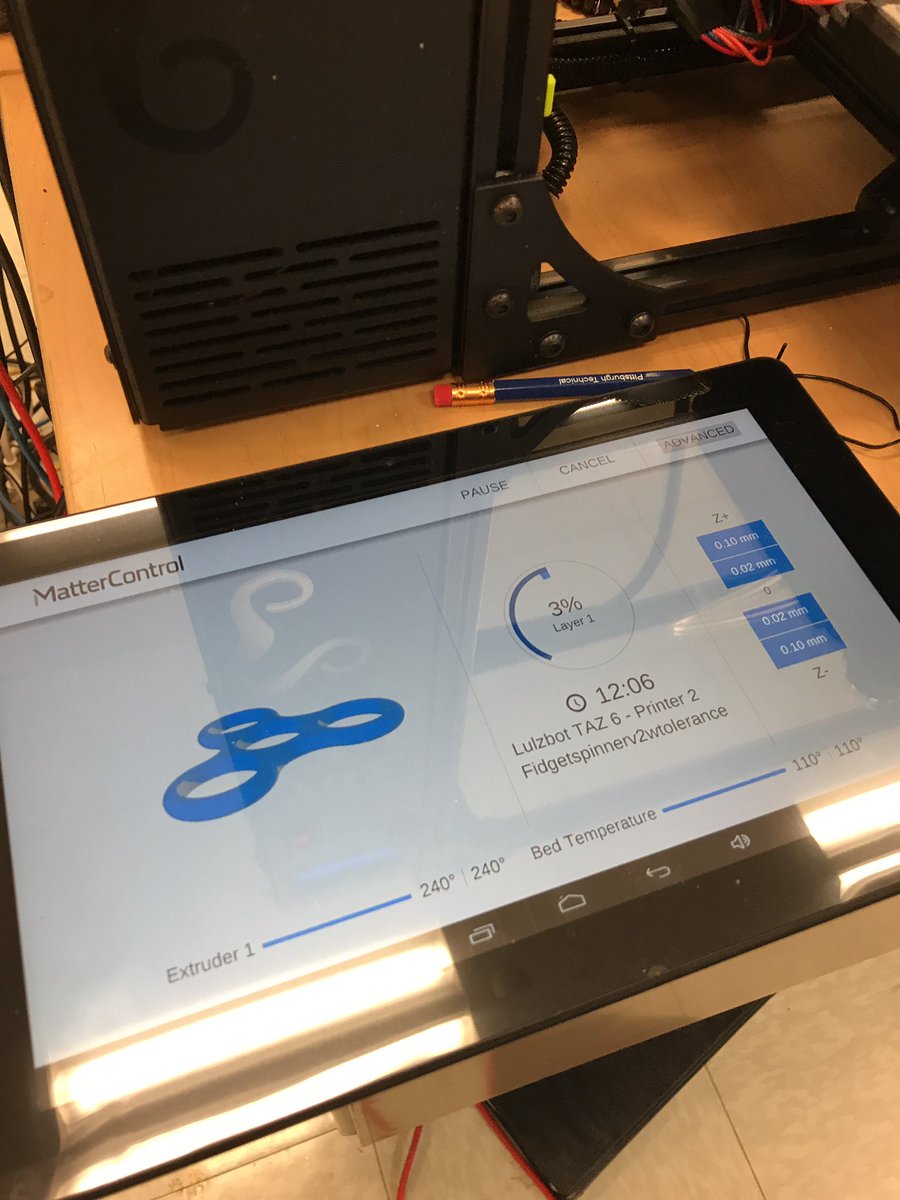 Pittsburgh Technical
PAUSE
CANCEL
ADVANCED
MatterControl
3%
Layer 1
12:06
Lulzbot TAZ 6 - Printer 2
Fidgetspinnerv2wtolerance
Z+
0.10 mm
0.02 mm
0
0.02 mm
0.10 mm
Z-
Extruder 1 240° 240°
Bed Temperature 110° 110°